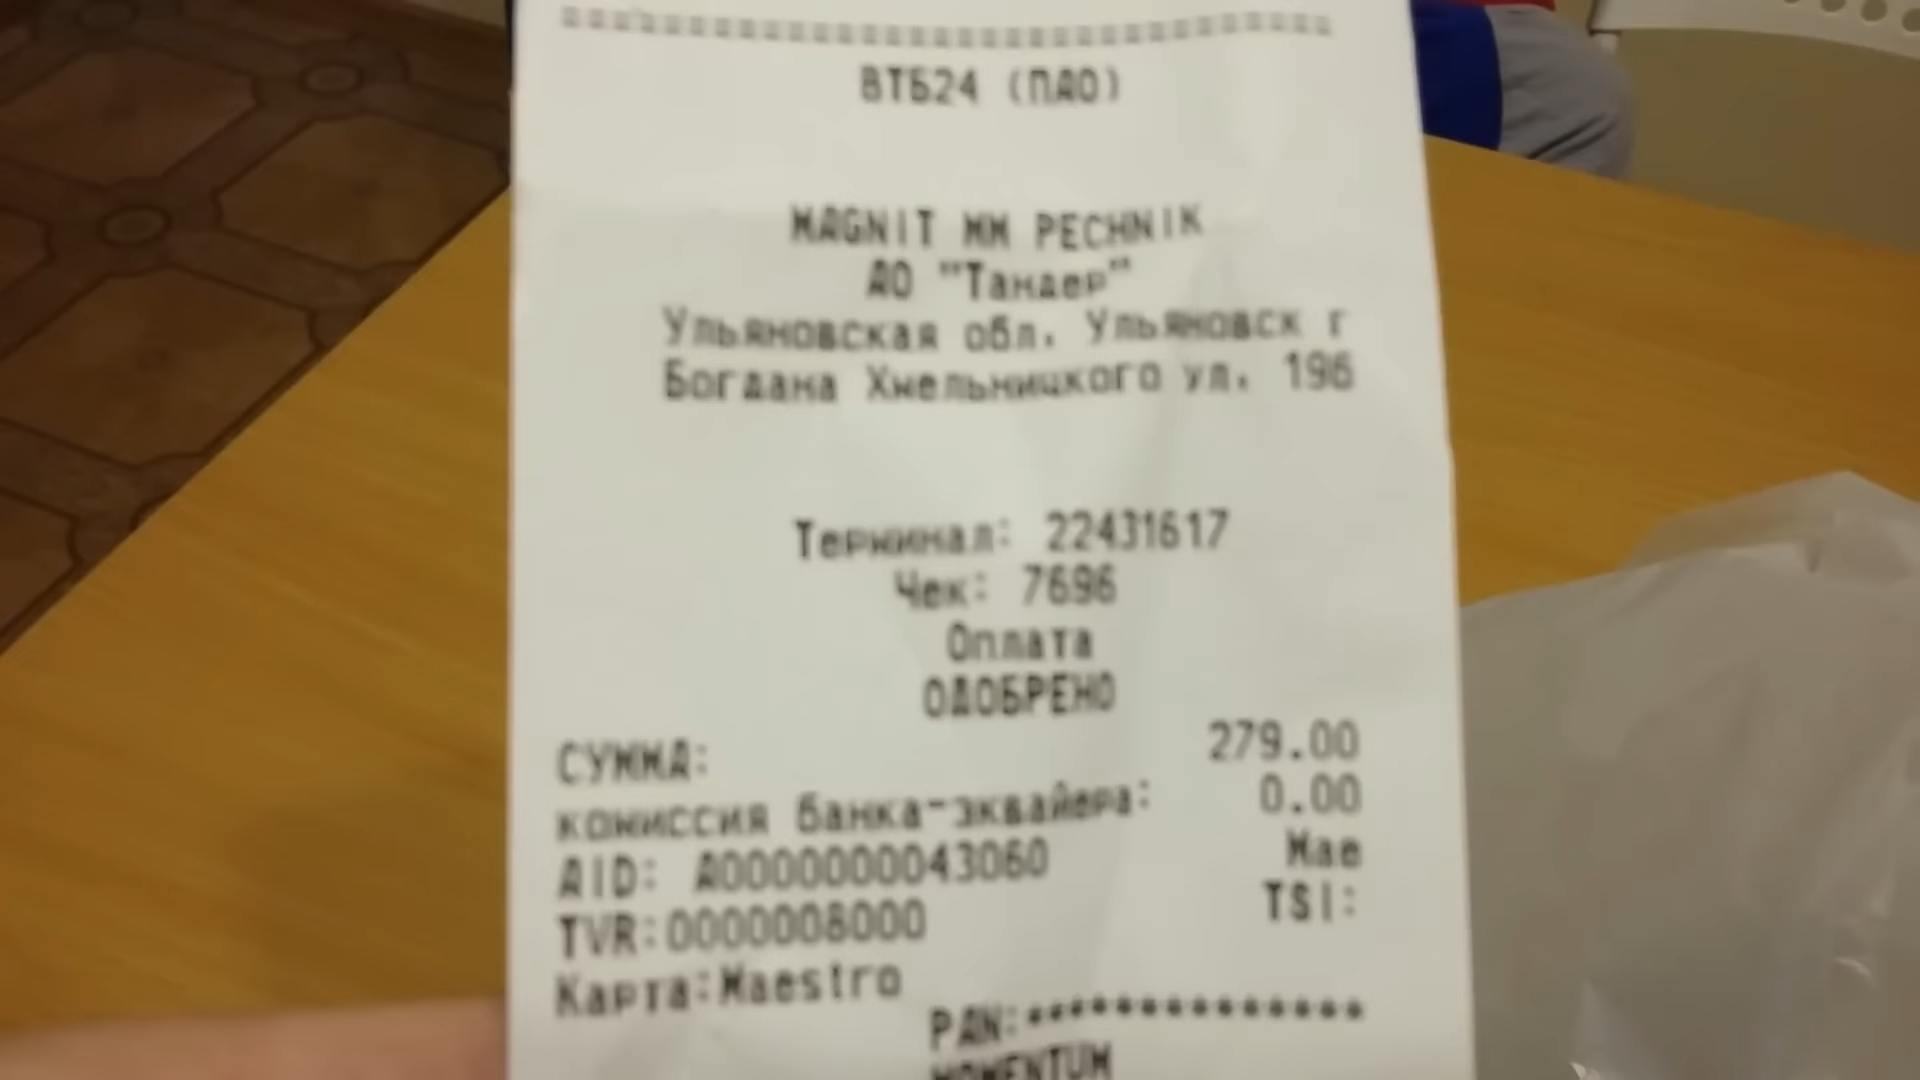 ВТБ24 (ПАО)
MAGNIT MM PECHNIK
АО "Тандер"
Ульяновская обл. Ульяновск г
Богдана Хмельницкого ул. 19б
Терминал: 22431617
Чек: 7696
Оплата
ОДОБРЕНО
СУММА: 279.00
комиссия банка-эквайера: 0.00
AID: A0000000043060 Mae
TVR:0000008000 TSI:
Карта:Maestro
PAN:**************
MOMENTUM